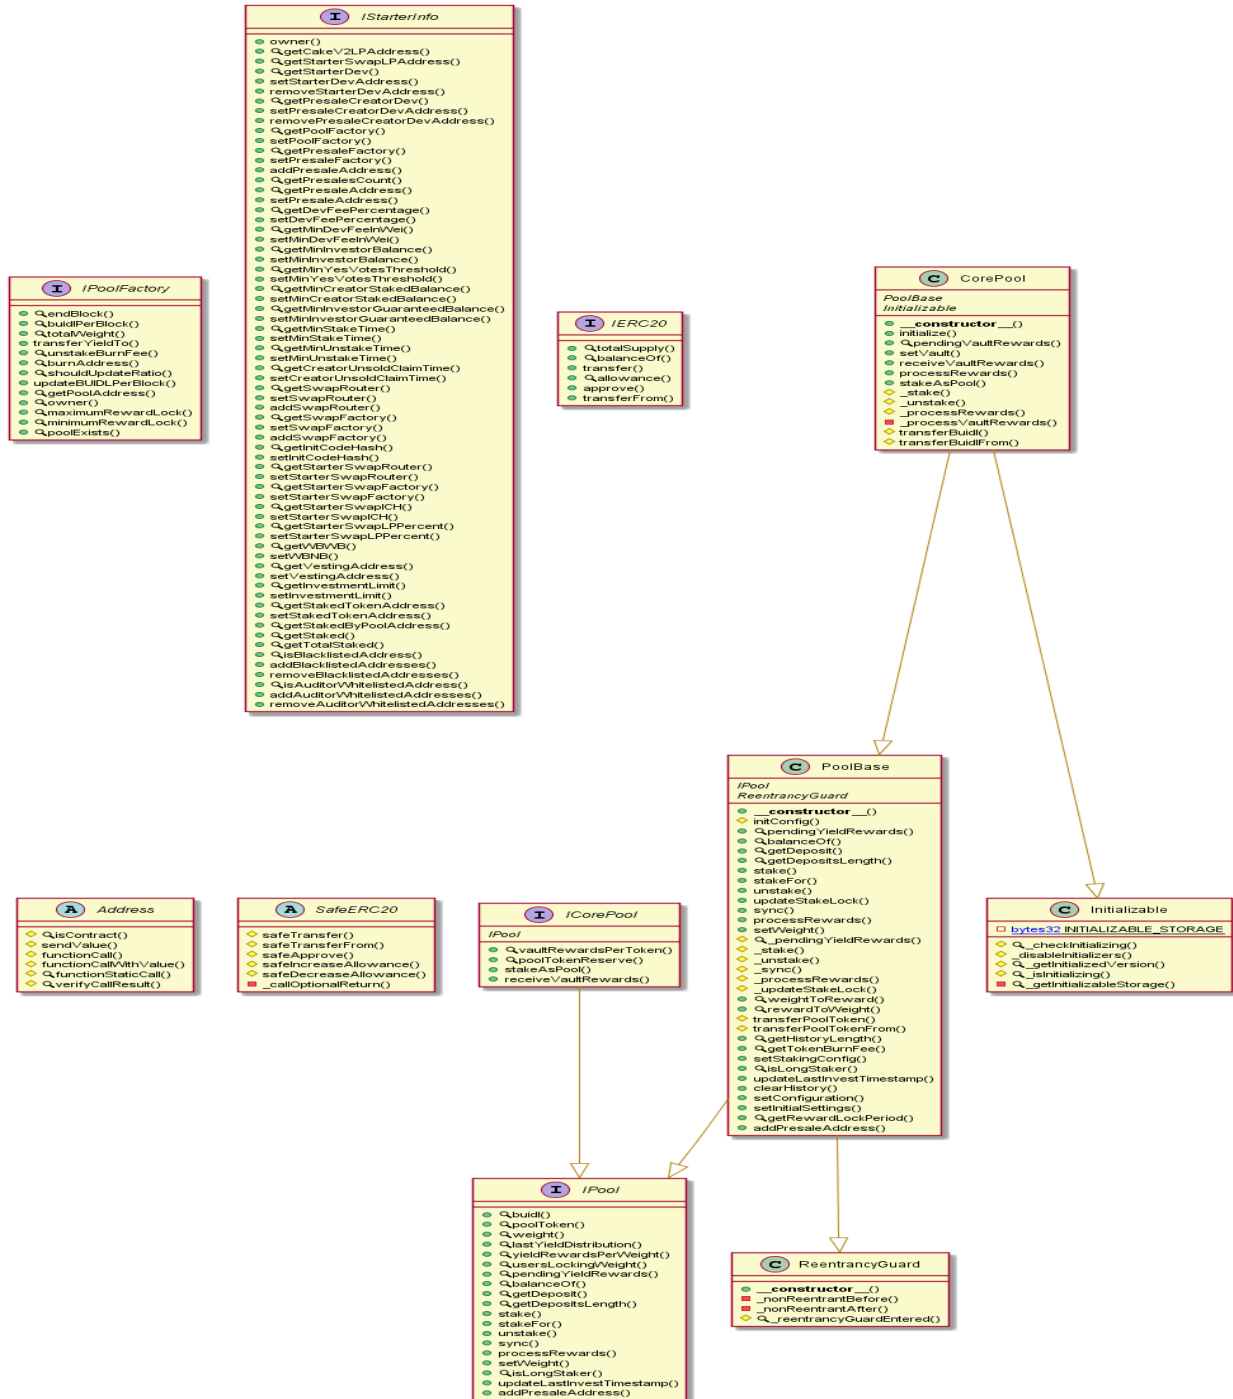 I IStarterInfo
owner()
getCakeV2LPAddress()
getStarterSwapLPAddress()
getStarterDev()
setStarterDevAddress()
removeStarterDevAddress()
getPresaleCreatorDev()
setPresaleCreatorDevAddress()
removePresaleCreatorDevAddress()
getPoolFactory()
setPoolFactory()
getPresaleFactory()
setPresaleFactory()
addPresaleAddress()
getPresalesCount()
getPresaleAddress()
setPresaleAddress()
getDevFeePercentage()
setDevFeePercentage()
getMinDevFeeInWei()
setMinDevFeeInWei()
getMinInvestorBalance()
setMinInvestorBalance()
getMinYesVotesThreshold()
setMinYesVotesThreshold()
getMinCreatorStakedBalance()
setMinCreatorStakedBalance()
getMinInvestorGuaranteedBalance()
setMinInvestorGuaranteedBalance()
getMinStakeTime()
setMinStakeTime()
getMinUnstakeTime()
setMinUnstakeTime()
getCreatorUnsoldClaimTime()
setCreatorUnsoldClaimTime()
getSwapRouter()
setSwapRouter()
addSwapRouter()
getSwapFactory()
setSwapFactory()
addSwapFactory()
getInitCodeHash()
setInitCodeHash()
getStarterSwapRouter()
setStarterSwapRouter()
getStarterSwapFactory()
setStarterSwapFactory()
getStarterSwapICH()
setStarterSwapICH()
getStarterSwapLPPercent()
setStarterSwapLPPercent()
getWBWB()
setWBNB()
getVestingAddress()
setVestingAddress()
getInvestmentLimit()
setInvestmentLimit()
getStakedTokenAddress()
setStakedTokenAddress()
getStakedByPoolAddress()
getStaked()
getTotalStaked()
isBlacklistedAddress()
addBlacklistedAddresses()
removeBlacklistedAddresses()
isAuditorWhitelistedAddress()
addAuditorWhitelistedAddresses()
removeAuditorWhitelistedAddresses()
I IPoolFactory
endBlock()
buidlPerBlock()
totalWeight()
transferYieldTo()
unstakeBurnFee()
burnAddress()
shouldUpdateRatio()
updateBUIDLPerBlock()
getPoolAddress()
owner()
maximumRewardLock()
minimumRewardLock()
poolExists()
I IERC20
totalSupply()
balanceOf()
transfer()
allowance()
approve()
transferFrom()
C CorePool
PoolBase
Initializable
__constructor__()
initialize()
pendingVaultRewards()
setVault()
receiveVaultRewards()
processRewards()
stakeAsPool()
_stake()
_unstake()
_processRewards()
_processVaultRewards()
transferBuidl()
transferBuidlFrom()
C PoolBase
IPool
ReentrancyGuard
__constructor__()
initConfig()
pendingYieldRewards()
balanceOf()
getDeposit()
getDepositsLength()
stake()
stakeFor()
unstake()
updateStakeLock()
sync()
processRewards()
setWeight()
_pendingYieldRewards()
_stake()
_unstake()
_sync()
_processRewards()
_updateStakeLock()
weightToReward()
rewardToWeight()
transferPoolToken()
transferPoolTokenFrom()
getHistoryLength()
getTokenBurnFee()
setStakingConfig()
isLongStaker()
updateLastInvestTimestamp()
clearHistory()
setConfiguration()
setInitialSettings()
getRewardLockPeriod()
addPresaleAddress()
A Address
isContract()
sendValue()
functionCall()
functionCallWithValue()
functionStaticCall()
verifyCallResult()
A SafeERC20
safeTransfer()
safeTransferFrom()
safeApprove()
safeIncreaseAllowance()
safeDecreaseAllowance()
_callOptionalReturn()
I ICorePool
IPool
vaultRewardsPerToken()
poolTokenReserve()
stakeAsPool()
receiveVaultRewards()
C Initializable
bytes32 INITIALIZABLE_STORAGE
_checkInitializing()
_disableInitializers()
_getInitializedVersion()
_isInitializing()
_getInitializableStorage()
I IPool
buidl()
poolToken()
weight()
lastYieldDistribution()
yieldRewardsPerWeight()
usersLockingWeight()
pendingYieldRewards()
balanceOf()
getDeposit()
getDepositsLength()
stake()
stakeFor()
unstake()
sync()
processRewards()
setWeight()
isLongStaker()
updateLastInvestTimestamp()
addPresaleAddress()
C ReentrancyGuard
__constructor__()
_nonReentrantBefore()
_nonReentrantAfter()
_reentrancyGuardEntered()